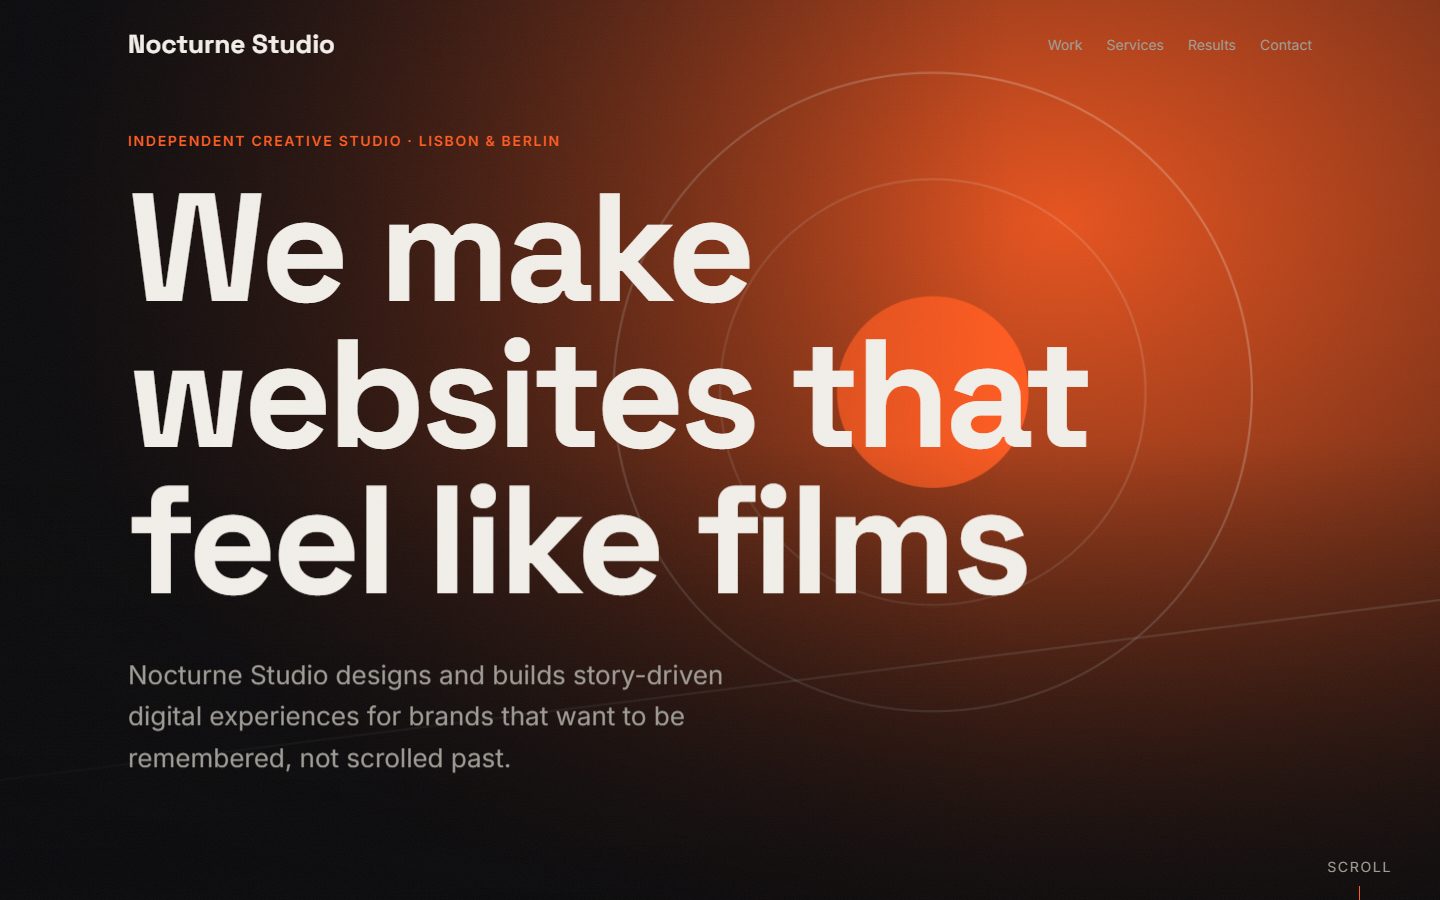 Nocturne Studio
Work Services Results Contact
INDEPENDENT CREATIVE STUDIO · LISBON & BERLIN
We make
websites that
feel like films
Nocturne Studio designs and builds story-driven
digital experiences for brands that want to be
remembered, not scrolled past.
SCROLL